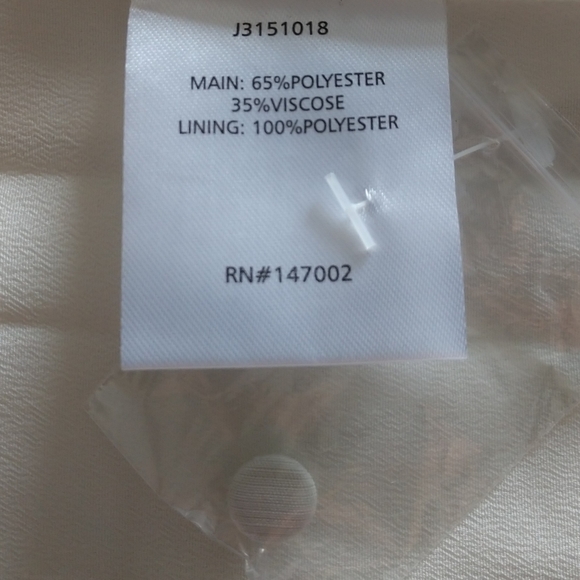 J3151018
MAIN: 65%POLYESTER
35%VISCOSE
LINING: 100%POLYESTER
RN#147002